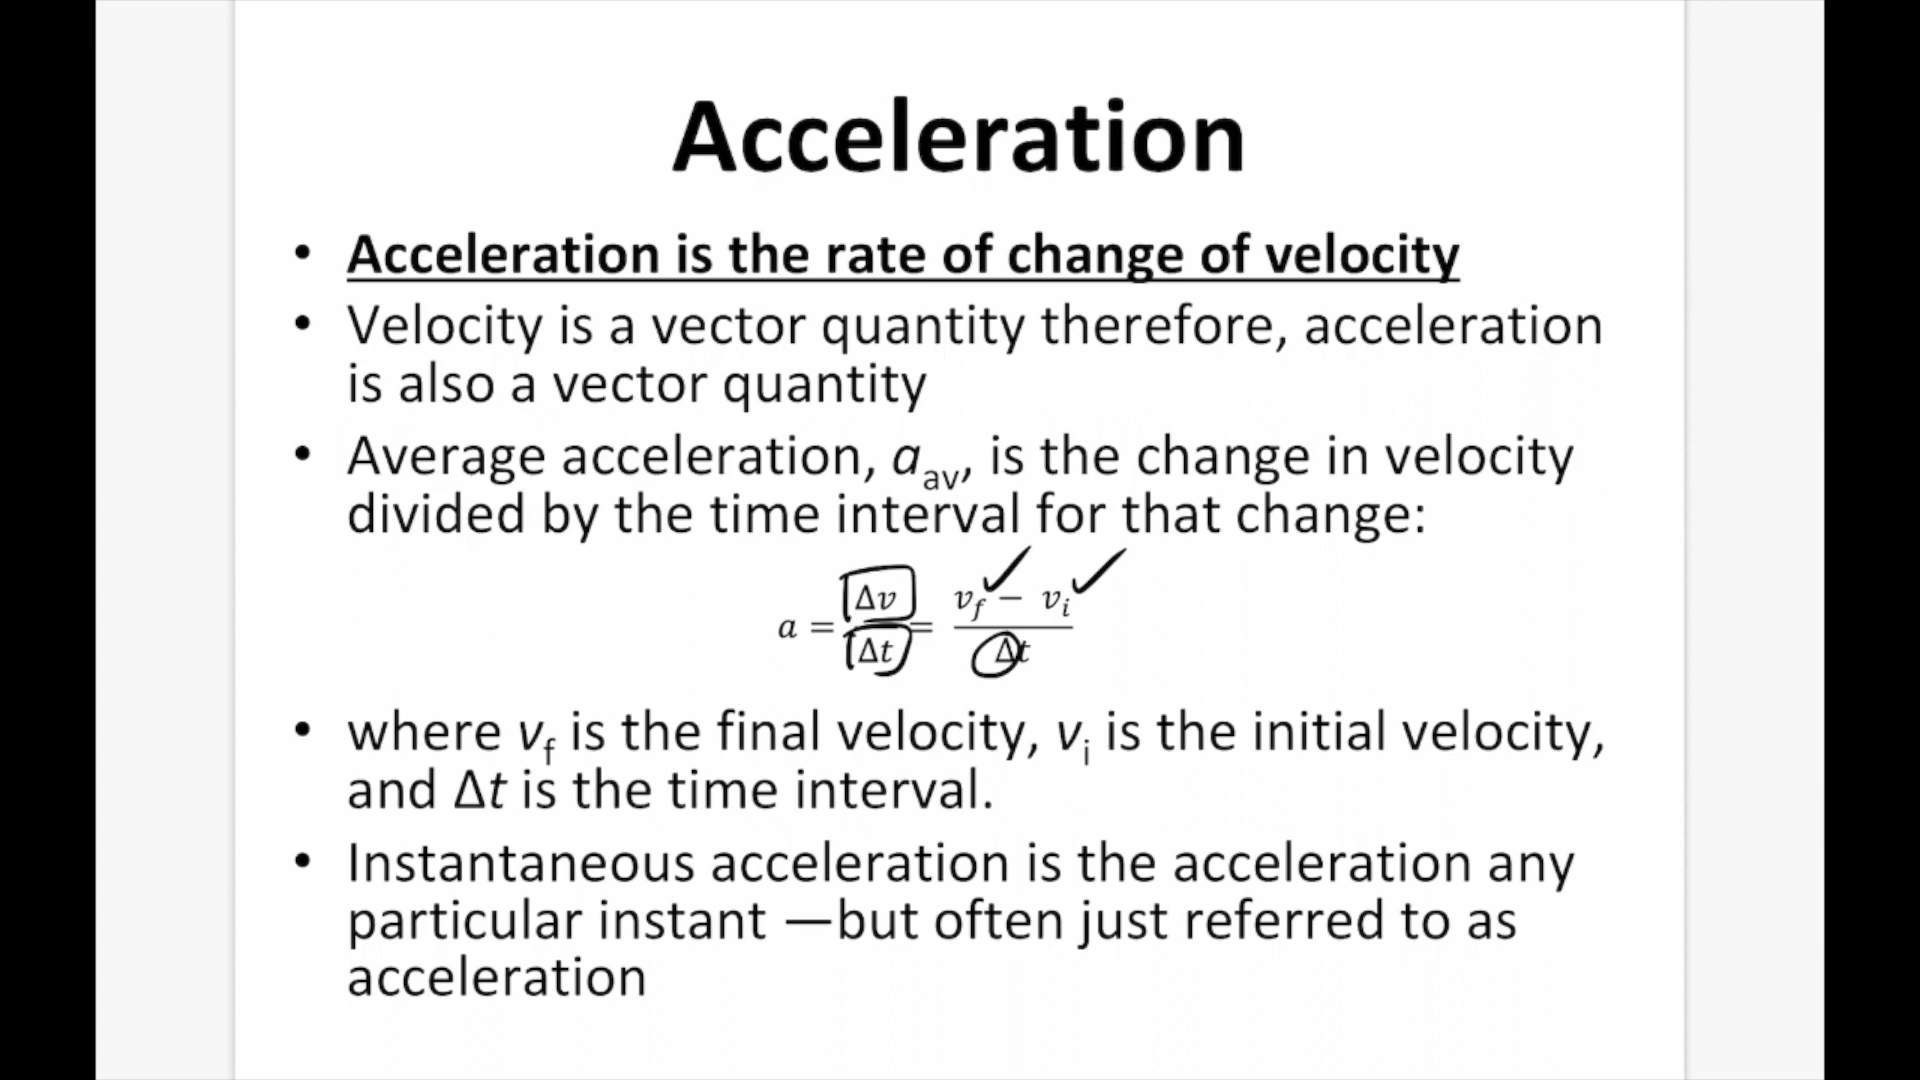 Acceleration
• Acceleration is the rate of change of velocity
• Velocity is a vector quantity therefore, acceleration
is also a vector quantity
• Average acceleration, a_av, is the change in velocity
divided by the time interval for that change:
a = Δv/Δt = (v_f − v_i)/Δt
• where v_f is the final velocity, v_i is the initial velocity,
and Δt is the time interval.
• Instantaneous acceleration is the acceleration any
particular instant —but often just referred to as
acceleration